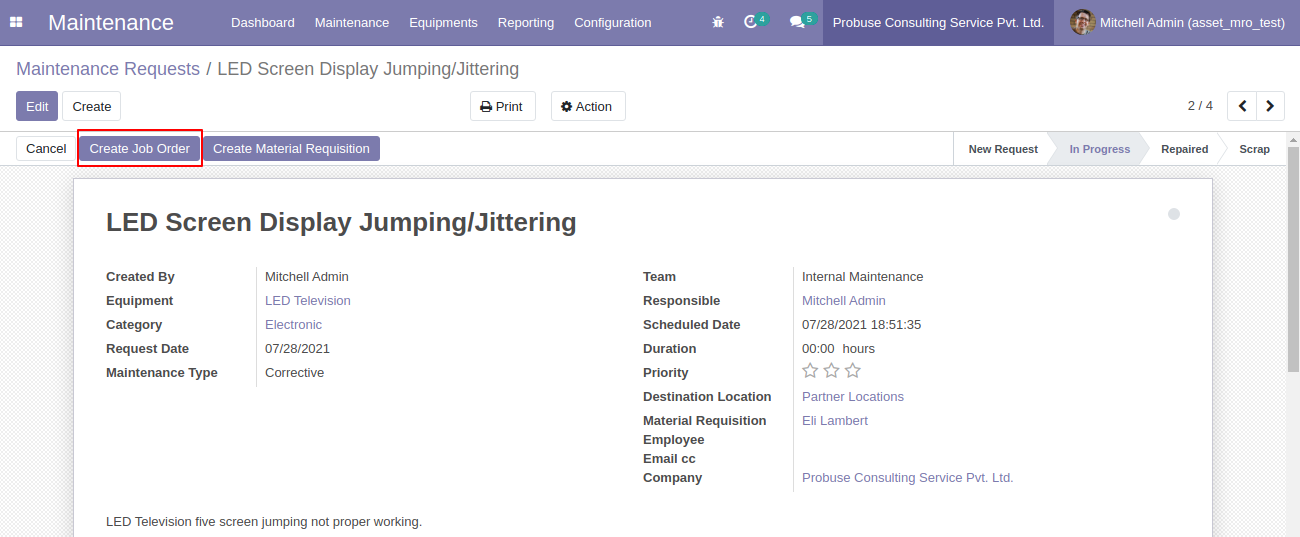 Maintenance Dashboard Maintenance Equipments Reporting Configuration 4 5 Probuse Consulting Service Pvt. Ltd. Mitchell Admin (asset_mro_test)
Maintenance Requests / LED Screen Display Jumping/Jittering
Edit Create Print Action 2 / 4
Cancel Create Job Order Create Material Requisition New Request In Progress Repaired Scrap
LED Screen Display Jumping/Jittering
Created By Mitchell Admin
Equipment LED Television
Category Electronic
Request Date 07/28/2021
Maintenance Type Corrective
Team Internal Maintenance
Responsible Mitchell Admin
Scheduled Date 07/28/2021 18:51:35
Duration 00:00 hours
Priority
Destination Location Partner Locations
Material Requisition Eli Lambert
Employee
Email cc
Company Probuse Consulting Service Pvt. Ltd.
LED Television five screen jumping not proper working.